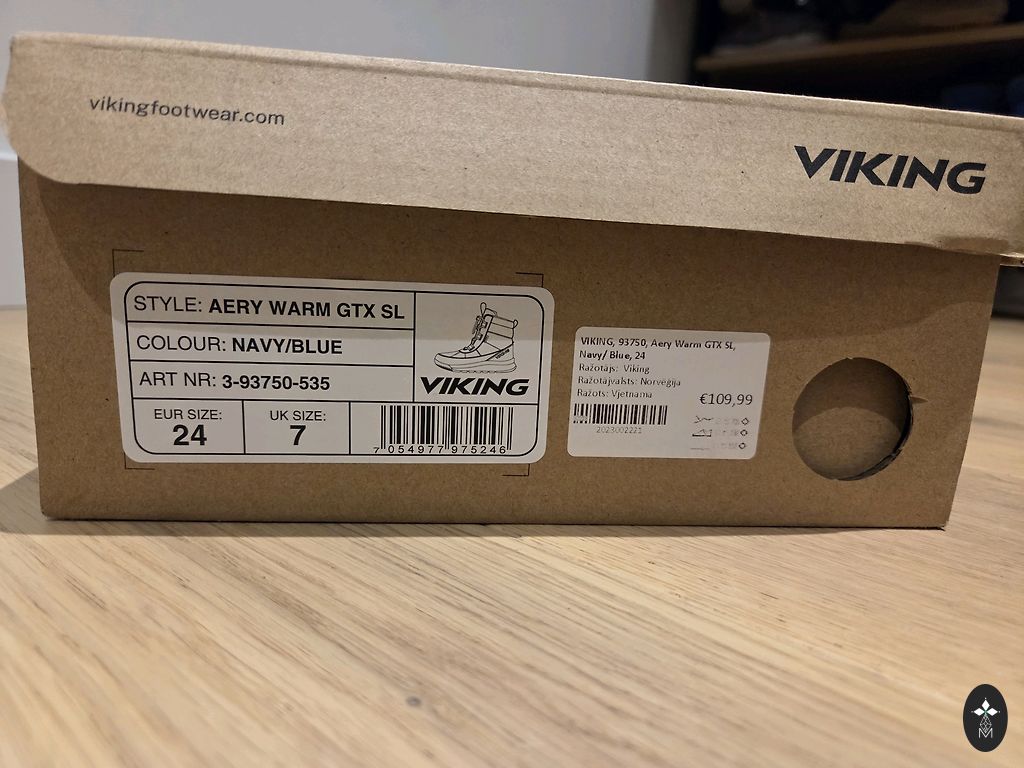 vikingfootwear.com
VIKING
STYLE: AERY WARM GTX SL
COLOUR: NAVY/BLUE
ART NR: 3-93750-535
VIKING
EUR SIZE:
24
UK SIZE:
7
7 054977 975246
VIKING, 93750, Aery Warm GTX SL,
Navy/ Blue, 24
Ražotājs: Viking
Ražotājvalsts: Norvēģija
Ražots: Vjetnama
€109,99
2023002221
M